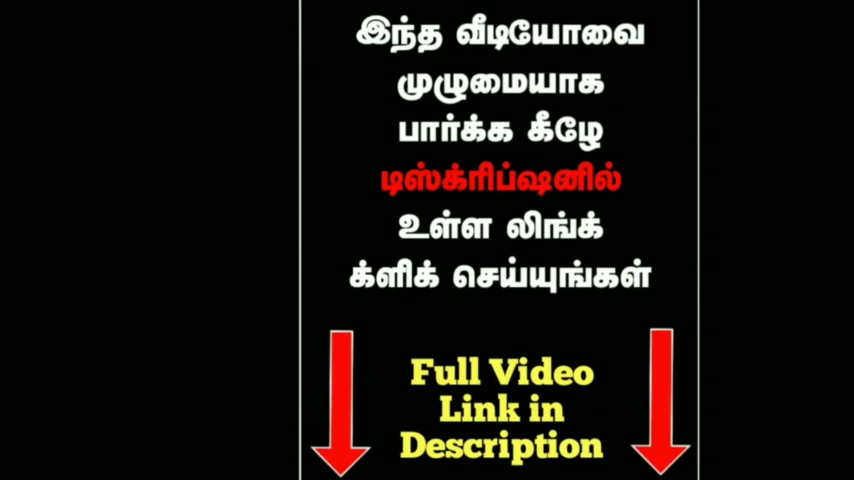 இந்த வீடியோவை
முழுமையாக
பார்க்க கீழே
டிஸ்க்ரிப்ஷனில்
உள்ள லிங்க்
க்ளிக் செய்யுங்கள்
Full Video
Link in
Description